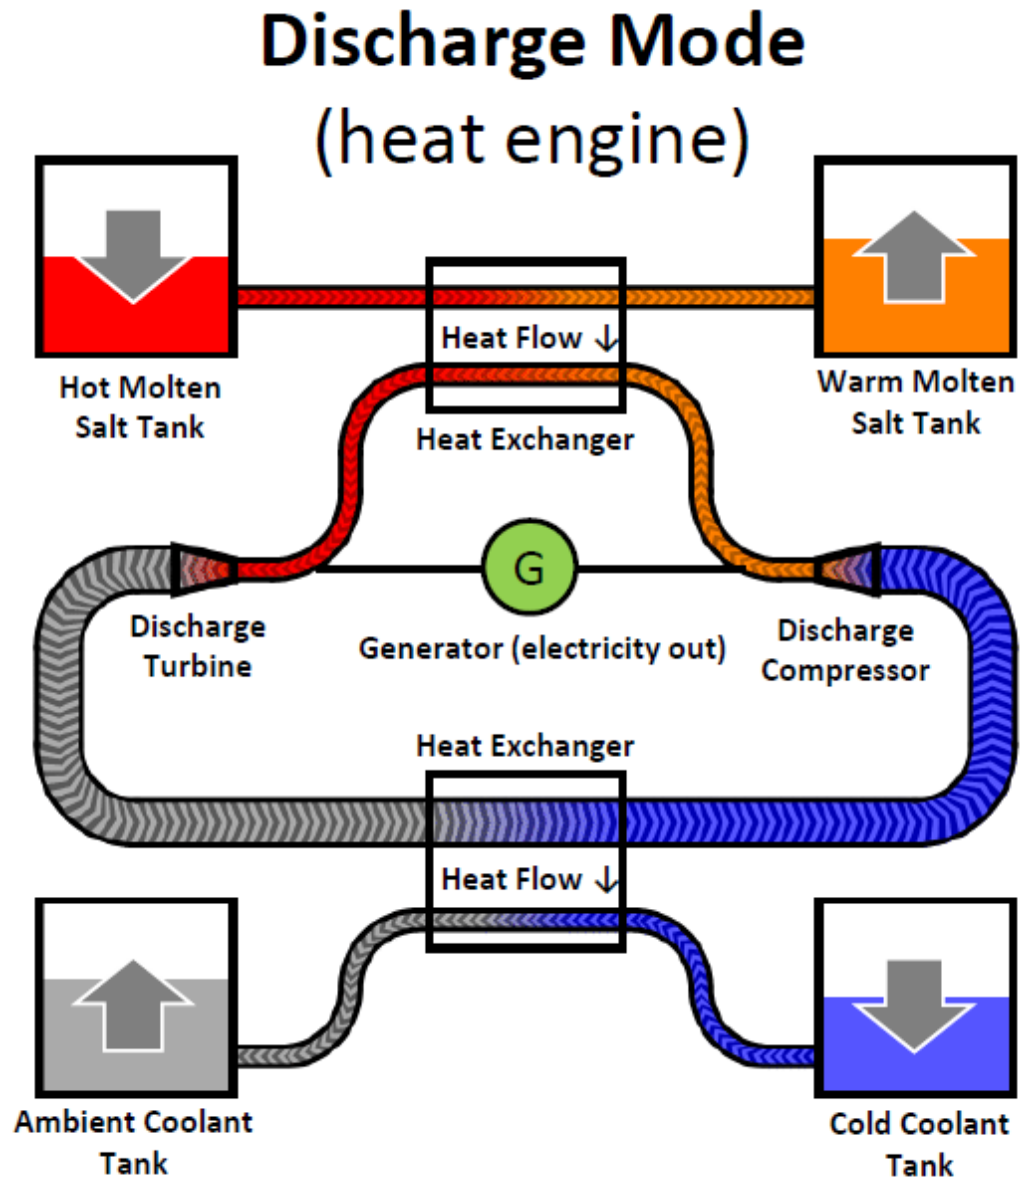 Discharge Mode
(heat engine)
Heat Flow ↓
Hot Molten
Salt Tank
Warm Molten
Salt Tank
Heat Exchanger
G
Discharge
Turbine
Generator (electricity out)
Discharge
Compressor
Heat Exchanger
Heat Flow ↓
Ambient Coolant
Tank
Cold Coolant
Tank